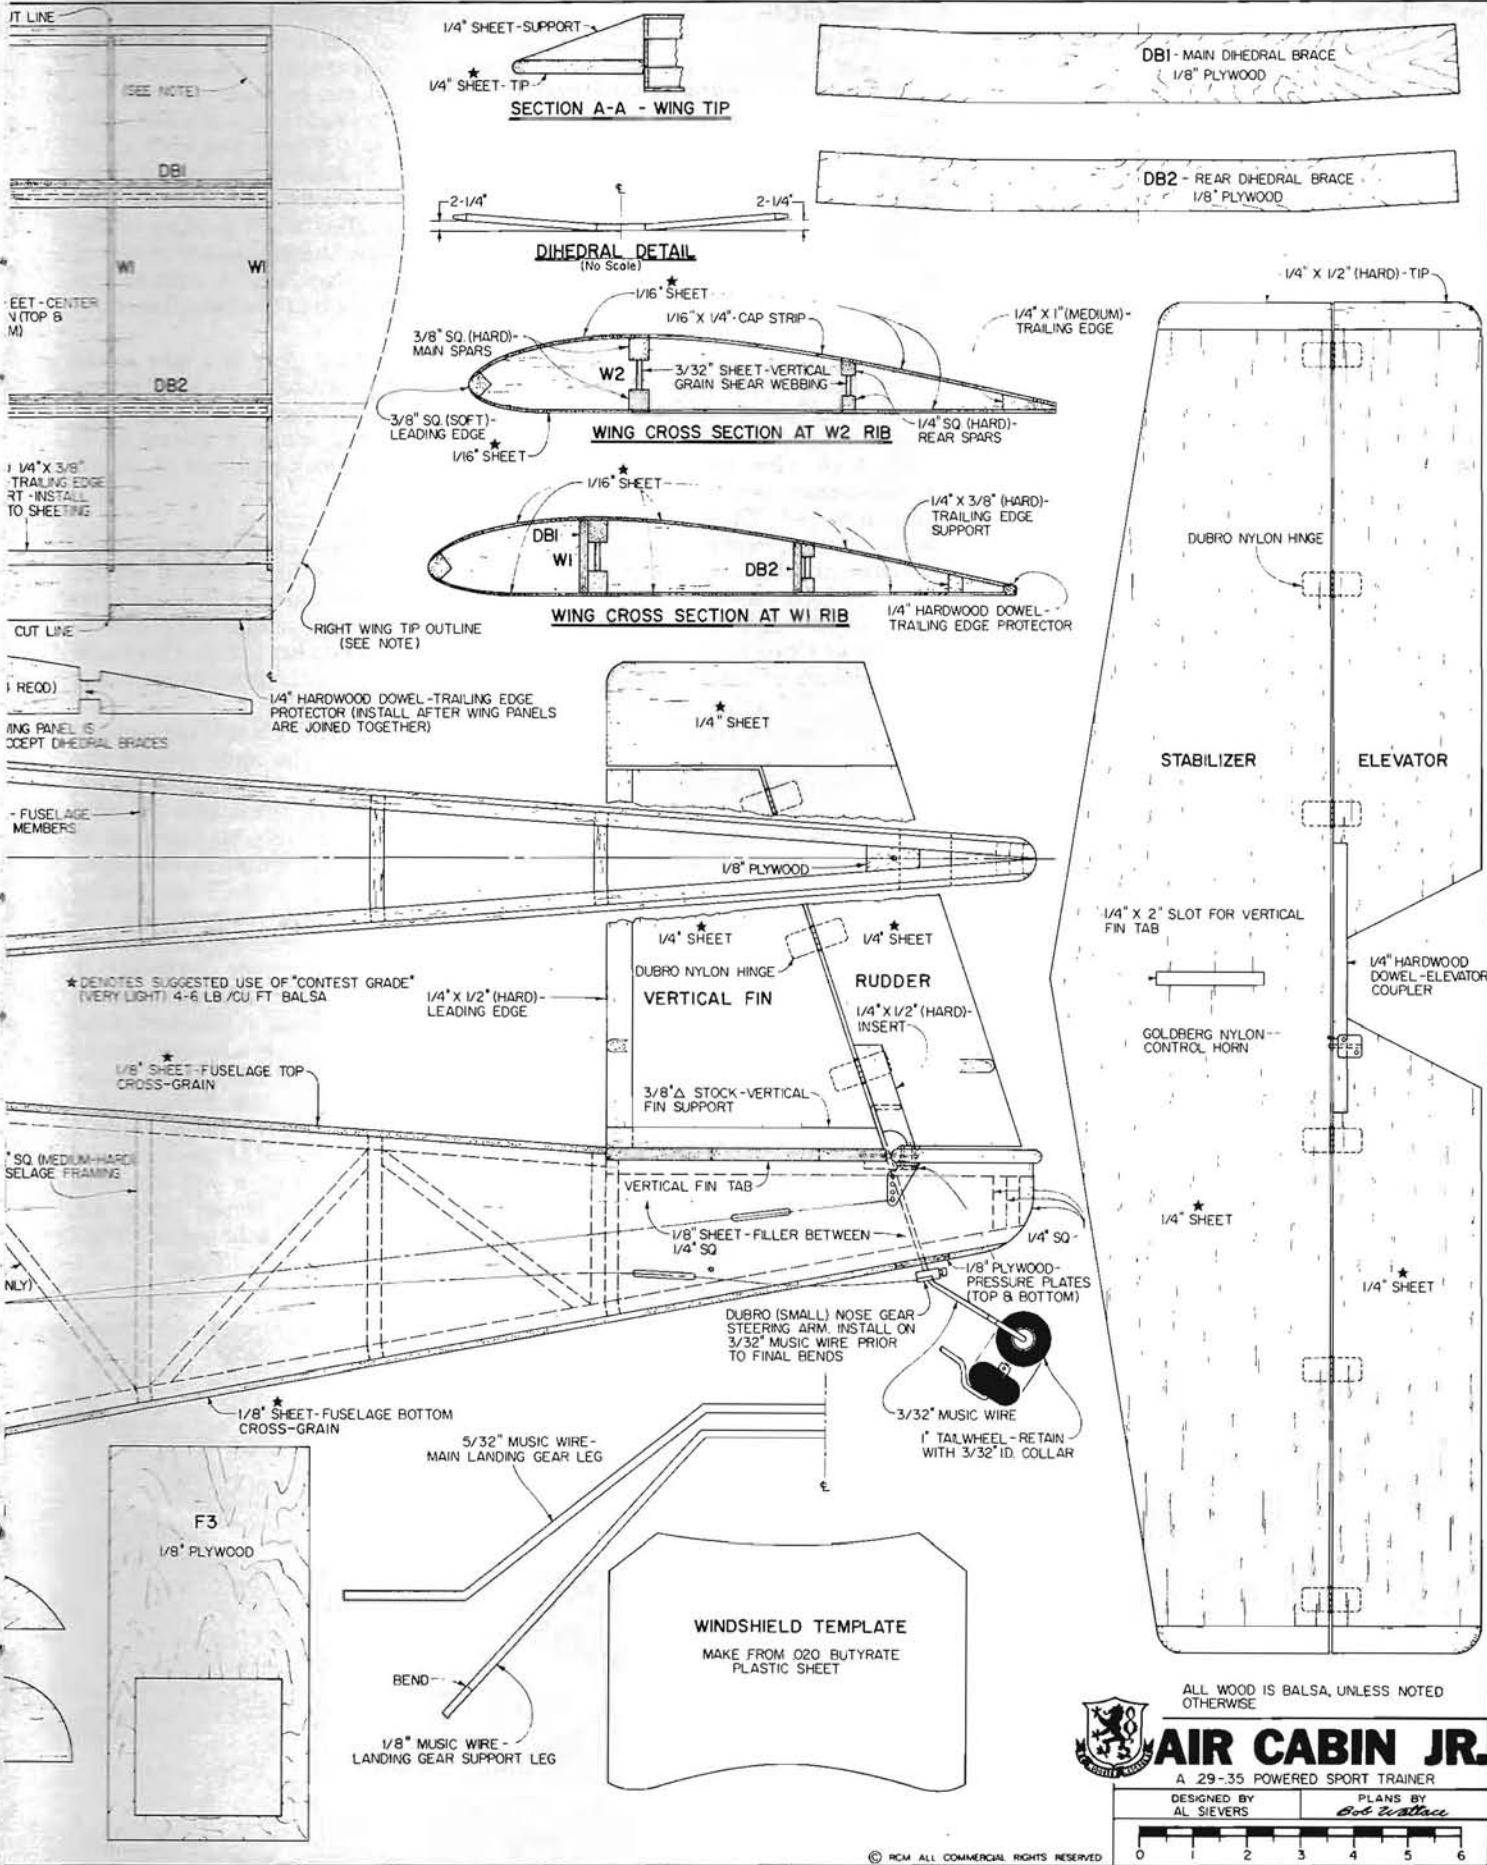 UT LINE
(SEE NOTE)
DB1
W1
W1
EET-CENTER
N (TOP &
M)
DB2
1/4" X 3/8"
TRAILING EDGE
RT-INSTALL
TO SHEETING
CUT LINE
RIGHT WING TIP OUTLINE
(SEE NOTE)
REQD)
1/4" HARDWOOD DOWEL-TRAILING EDGE
PROTECTOR (INSTALL AFTER WING PANELS
ARE JOINED TOGETHER)
ING PANEL IS
CCEPT DIHEDRAL BRACES
1/4" SHEET-SUPPORT
★
1/4" SHEET-TIP
SECTION A-A - WING TIP
DB1 - MAIN DIHEDRAL BRACE
1/8" PLYWOOD
DB2 - REAR DIHEDRAL BRACE
1/8" PLYWOOD
2-1/4"
℄
2-1/4"
DIHEDRAL DETAIL
(No Scale)
★
1/16" SHEET
1/16" X 1/4"-CAP STRIP
1/4" X 1" (MEDIUM)-
TRAILING EDGE
3/8" SQ. (HARD)-
MAIN SPARS
W2
3/32" SHEET-VERTICAL
GRAIN SHEAR WEBBING
3/8" SQ. (SOFT)-
LEADING EDGE
★
1/16" SHEET
1/4" SQ. (HARD)-
REAR SPARS
WING CROSS SECTION AT W2 RIB
★
1/16" SHEET
1/4" X 3/8" (HARD)-
TRAILING EDGE
SUPPORT
DB1
W1
DB2
1/4" HARDWOOD DOWEL-
TRAILING EDGE PROTECTOR
WING CROSS SECTION AT W1 RIB
1/4" X 1/2" (HARD)-TIP
DUBRO NYLON HINGE
STABILIZER
ELEVATOR
1/4" X 2" SLOT FOR VERTICAL
FIN TAB
1/4" HARDWOOD
DOWEL-ELEVATOR
COUPLER
GOLDBERG NYLON-
CONTROL HORN
★
1/4" SHEET
★
1/4" SHEET
℄
★
1/4" SHEET
- FUSELAGE
MEMBERS
1/8" PLYWOOD
★
1/4" SHEET
★
1/4" SHEET
DUBRO NYLON HINGE
VERTICAL FIN
RUDDER
★ DENOTES SUGGESTED USE OF "CONTEST GRADE"
(VERY LIGHT) 4-6 LB./CU. FT. BALSA
1/4" X 1/2" (HARD)-
LEADING EDGE
1/4" X 1/2" (HARD)-
INSERT
★
1/8" SHEET-FUSELAGE TOP
CROSS-GRAIN
3/8" △ STOCK-VERTICAL
FIN SUPPORT
" SQ. (MEDIUM-HARD)
SELAGE FRAMING
VERTICAL FIN TAB
1/8" SHEET-FILLER BETWEEN
1/4" SQ
1/4" SQ
NLY)
1/8" PLYWOOD-
PRESSURE PLATES
(TOP & BOTTOM)
DUBRO (SMALL) NOSE GEAR
STEERING ARM. INSTALL ON
3/32" MUSIC WIRE PRIOR
TO FINAL BENDS
★
1/8" SHEET-FUSELAGE BOTTOM
CROSS-GRAIN
3/32" MUSIC WIRE
1" TAILWHEEL-RETAIN
WITH 3/32" I.D. COLLAR
5/32" MUSIC WIRE-
MAIN LANDING GEAR LEG
℄
F3
1/8" PLYWOOD
WINDSHIELD TEMPLATE
MAKE FROM .020 BUTYRATE
PLASTIC SHEET
BEND
1/8" MUSIC WIRE-
LANDING GEAR SUPPORT LEG
ALL WOOD IS BALSA, UNLESS NOTED
OTHERWISE
AIR CABIN JR.
A .29-.35 POWERED SPORT TRAINER
DESIGNED BY
AL SIEVERS
PLANS BY
Bob Wallace
0 1 2 3 4 5 6
© RCM ALL COMMERCIAL RIGHTS RESERVED